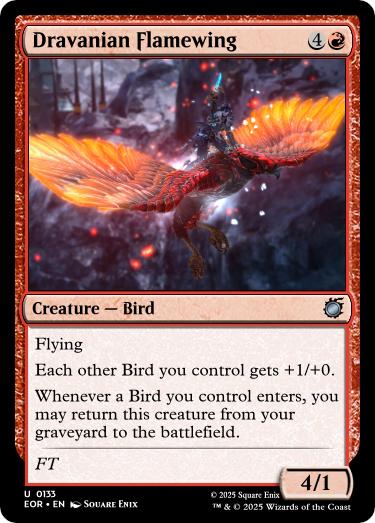 Dravanian Flamewing 4
Creature — Bird
Flying
Each other Bird you control gets +1/+0.
Whenever a Bird you control enters, you
may return this creature from your
graveyard to the battlefield.
FT
4/1
U 0133
EOR • EN SQUARE ENIX
© 2025 Square Enix
™ & © 2025 Wizards of the Coast